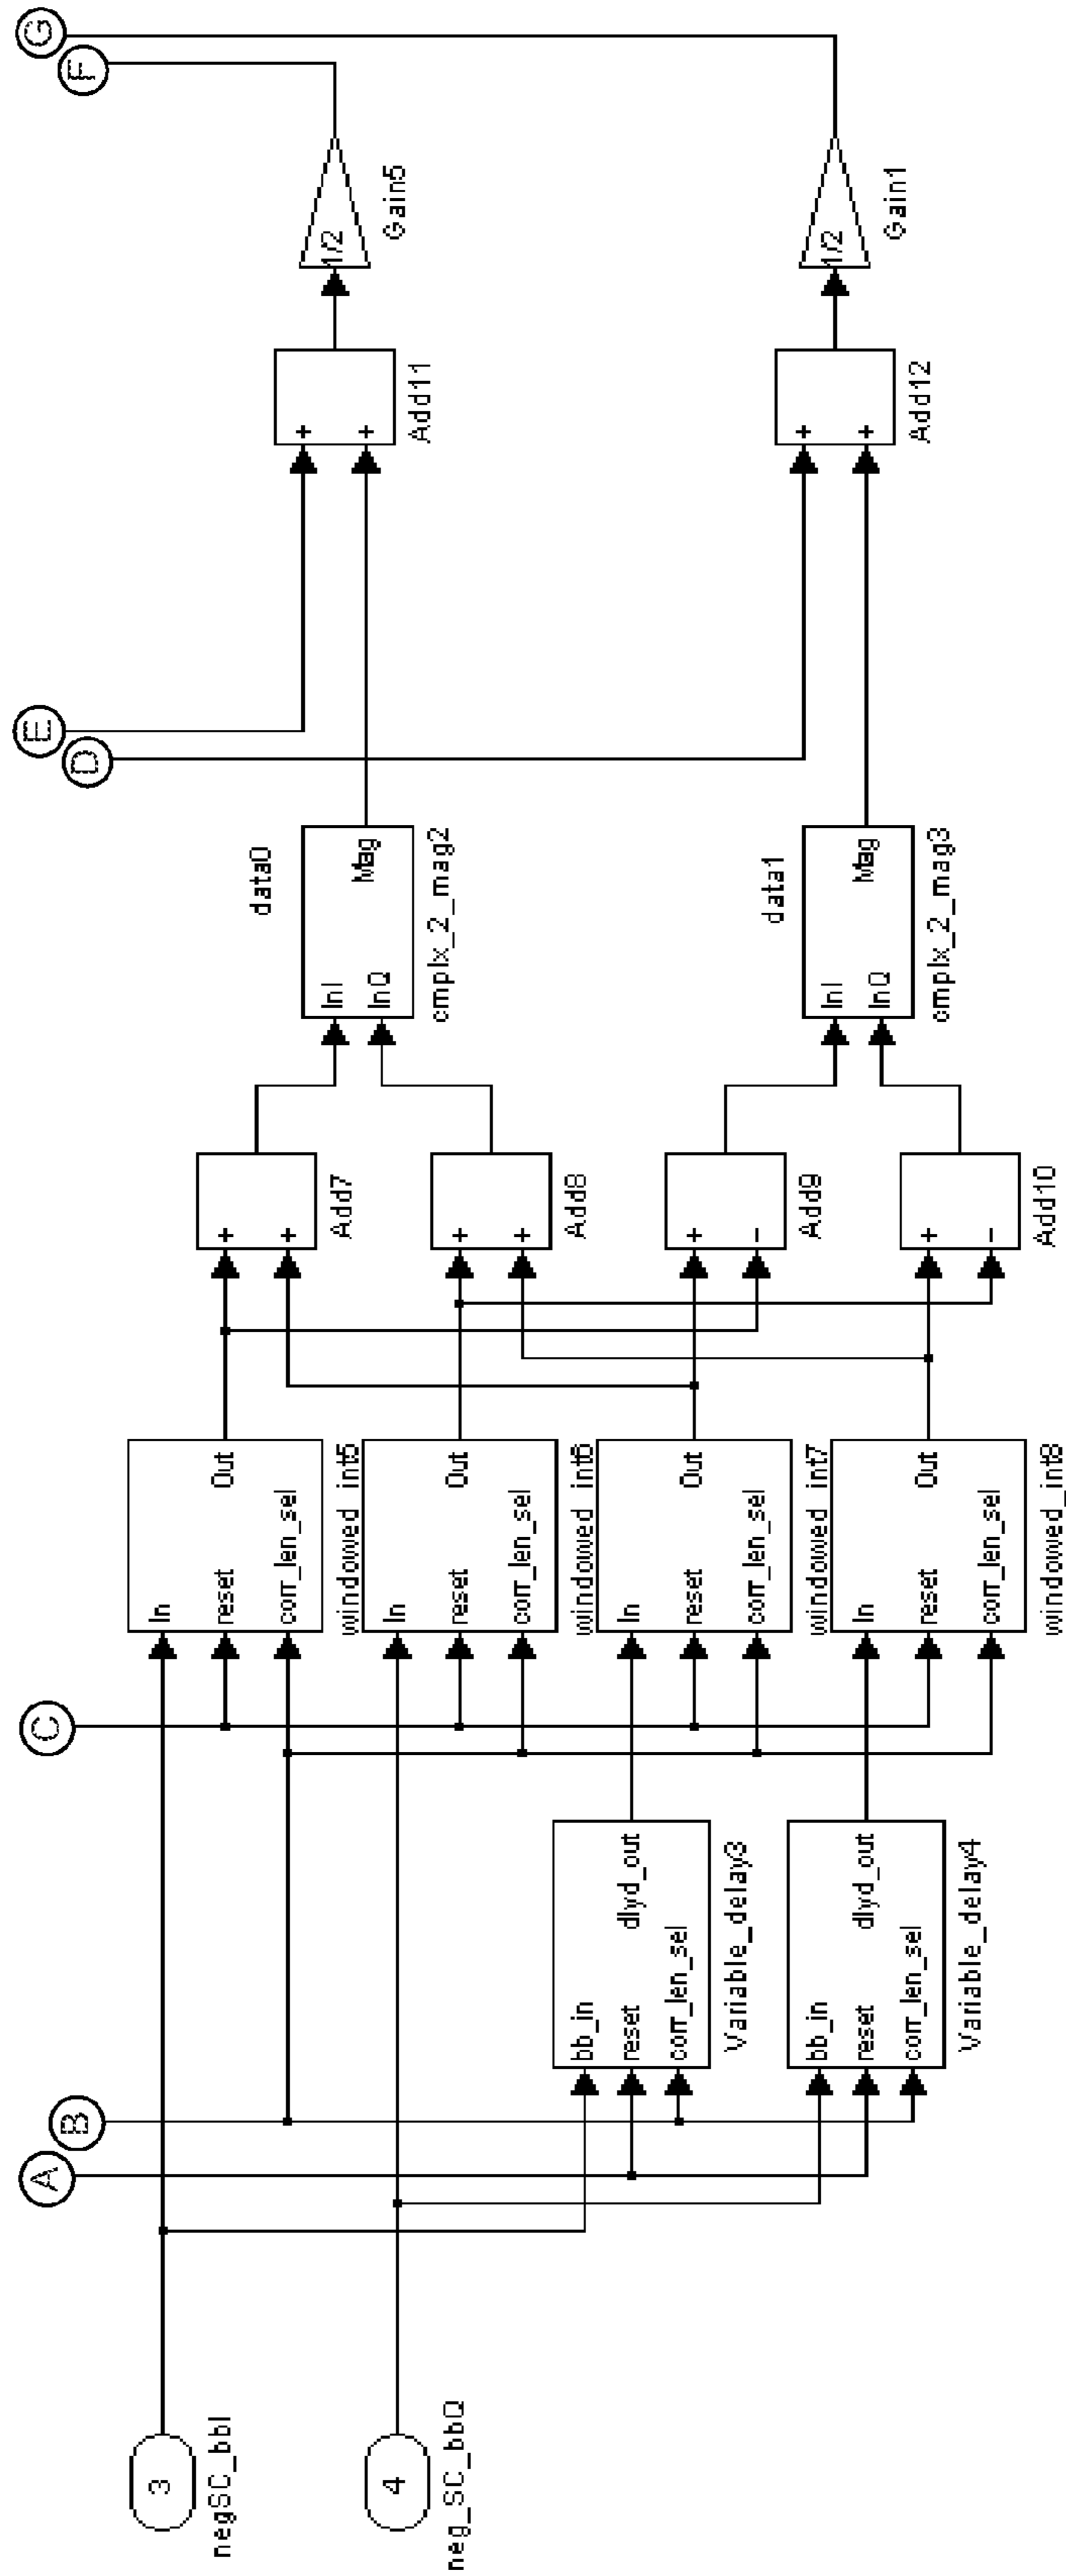 3
negSC_bbI
4
neg_SC_bbQ
A
B
bb_in
reset
corr_len_sel
dlyd_out
Variable_delay3
bb_in
reset
corr_len_sel
dlyd_out
Variable_delay4
C
In
reset
corr_len_sel
Out
windowed_int5
In
reset
corr_len_sel
Out
windowed_int6
In
reset
corr_len_sel
Out
windowed_int7
In
reset
corr_len_sel
Out
windowed_int8
+
+
Add7
+
+
Add8
+
-
Add9
+
-
Add10
data0
InI
InQ
Mag
cmplx_2_mag2
data1
InI
InQ
Mag
cmplx_2_mag3
E
D
+
+
Add11
+
+
Add12
1/2
Gain5
1/2
Gain1
G
F